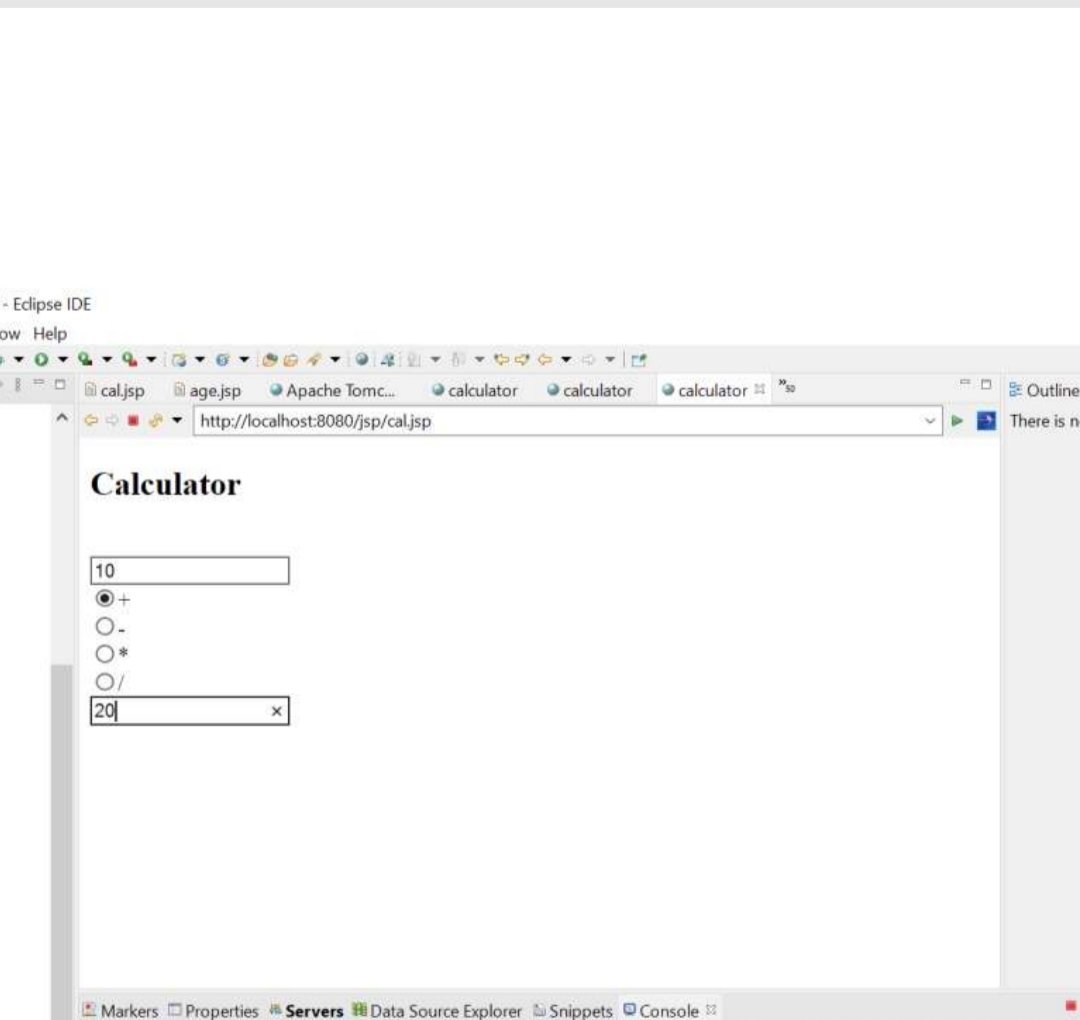 - Eclipse IDE
ow Help
cal.jsp age.jsp Apache Tomc... calculator calculator calculator »50 Outline
http://localhost:8080/jsp/cal.jsp There is n
Calculator
10
+
-
*
/
20
Markers Properties Servers Data Source Explorer Snippets Console